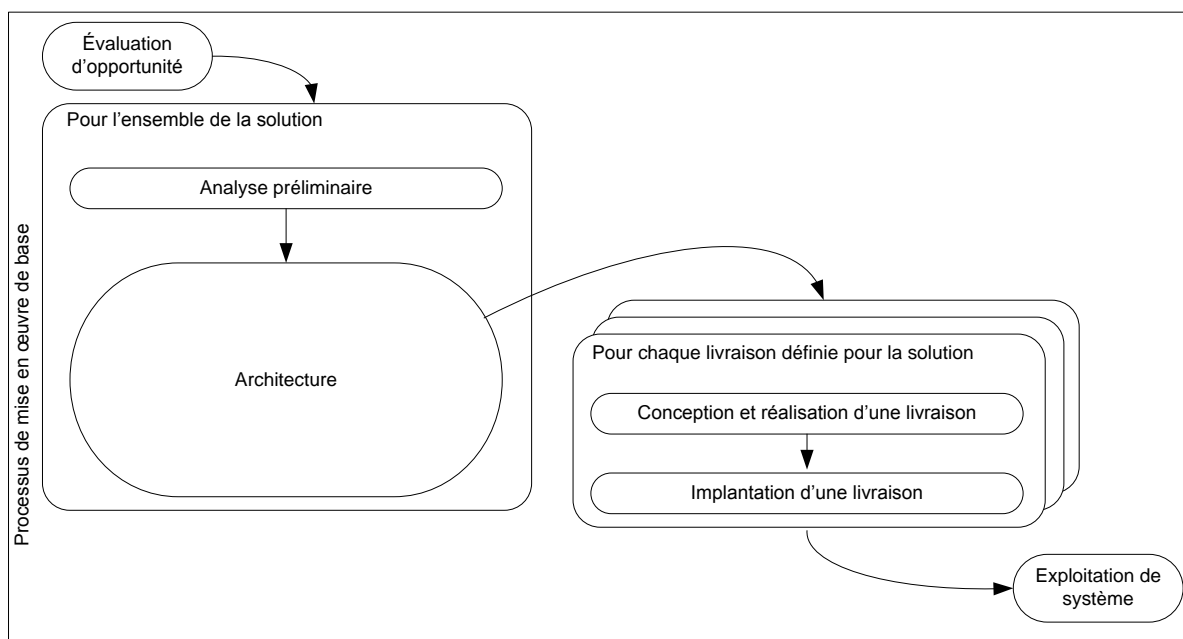 Évaluation
d’opportunité
Pour l’ensemble de la solution
Analyse préliminaire
Architecture
Processus de mise en œuvre de base
Pour chaque livraison définie pour la solution
Conception et réalisation d’une livraison
Implantation d’une livraison
Exploitation de
système